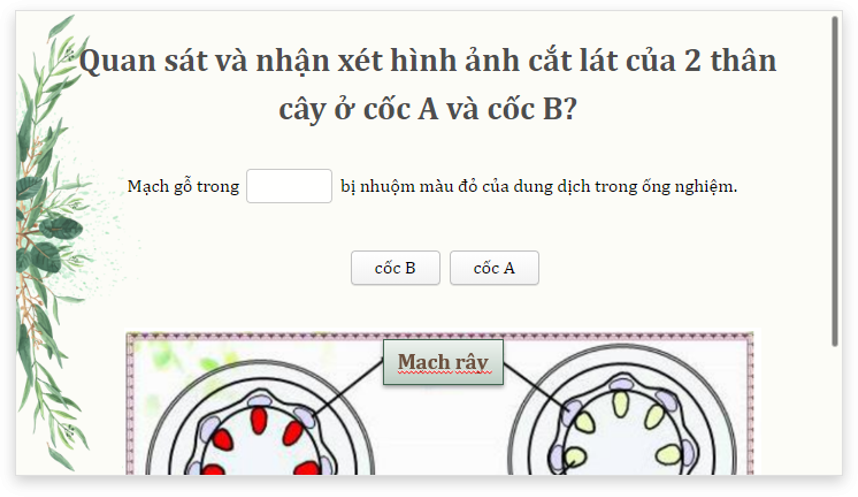 Quan sát và nhận xét hình ảnh cắt lát của 2 thân
cây ở cốc A và cốc B?
Mạch gỗ trong bị nhuộm màu đỏ của dung dịch trong ống nghiệm.
cốc B cốc A
Mạch rây